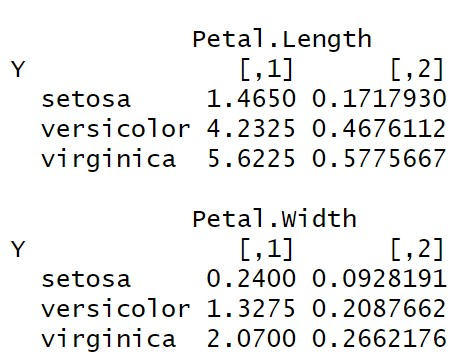 Petal.Length
Y [,1] [,2]
setosa 1.4650 0.1717930
versicolor 4.2325 0.4676112
virginica 5.6225 0.5775667
Petal.Width
Y [,1] [,2]
setosa 0.2400 0.0928191
versicolor 1.3275 0.2087662
virginica 2.0700 0.2662176